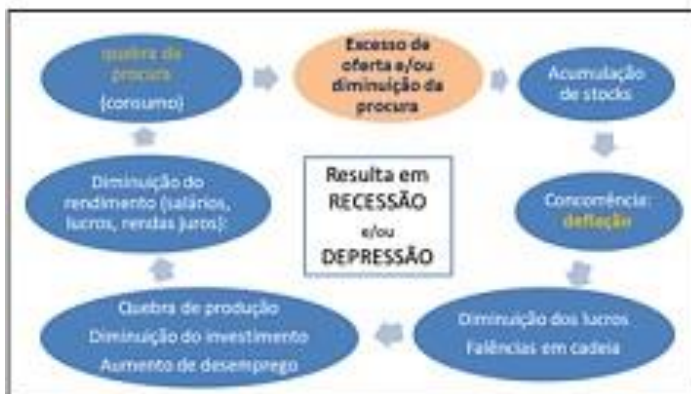 Excesso de
oferta e/ou
diminuição da
procura
Acumulação
de stocks
Concorrência:
deflação
Diminuição dos lucros
Falências em cadeia
Quebra de produção
Diminuição do investimento
Aumento de desemprego
Diminuição do
rendimento (salários,
lucros, rendas juros):
quebra da
procura
(consumo)
Resulta em
RECESSÃO
e/ou
DEPRESSÃO